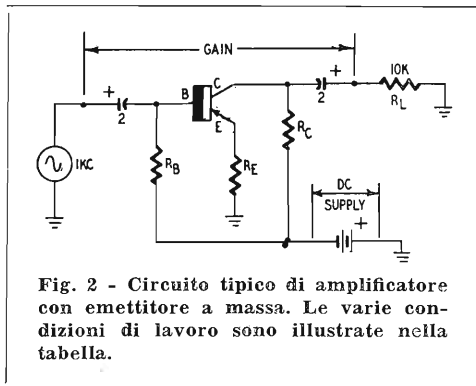 GAIN
+
2
B
C
E
+
2
10K
RL
1KC
RB
RE
RC
DC
SUPPLY
+
Fig. 2 - Circuito tipico di amplificatore
con emettitore a massa. Le varie con-
dizioni di lavoro sono illustrate nella
tabella.